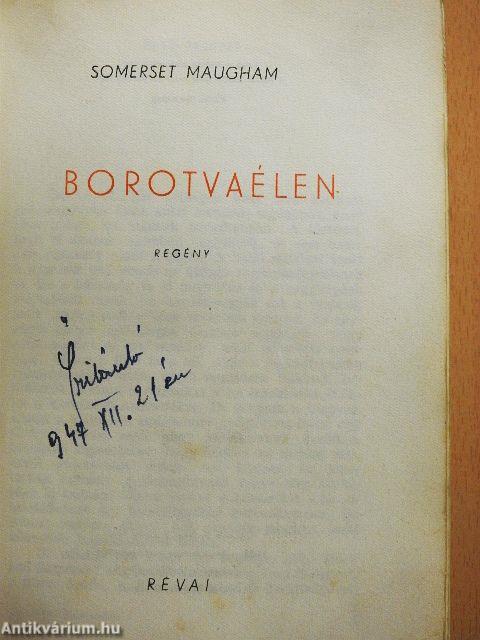 SOMERSET MAUGHAM
BOROTVAÉLEN
REGÉNY
947 XII. 21 én
RÉVAI
Antikvárium.hu